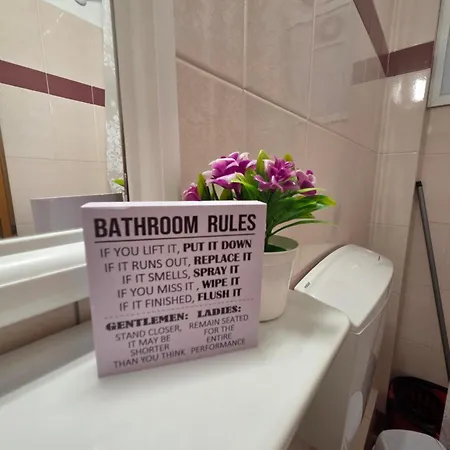 BATHROOM RULES
IF YOU LIFT IT, PUT IT DOWN
IF IT RUNS OUT, REPLACE IT
IF IT SMELLS, SPRAY IT
IF YOU MISS IT , WIPE IT
IF IT FINISHED, FLUSH IT
GENTLEMEN:
STAND CLOSER,
IT MAY BE
SHORTER
THAN YOU THINK
LADIES:
REMAIN SEATED
FOR THE
ENTIRE
PERFORMANCE